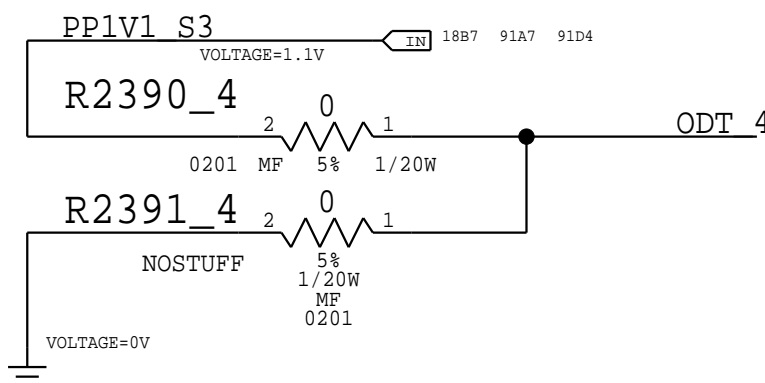 PP1V1_S3
IN 18B7 91A7 91D4
VOLTAGE=1.1V
R2390_4
0
2 1
ODT_4
0201 MF 5% 1/20W
R2391_4
0
2 1
NOSTUFF
5%
1/20W
MF
0201
VOLTAGE=0V